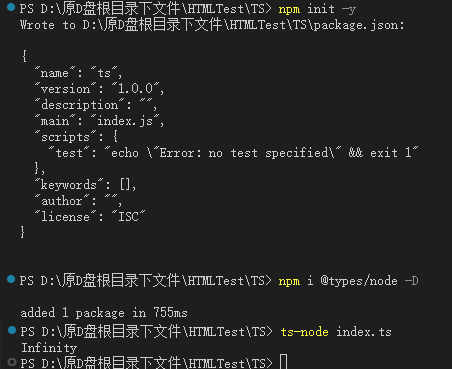 PS D:\原D盘根目录下文件\HTMLTest\TS> npm init -y
Wrote to D:\原D盘根目录下文件\HTMLTest\TS\package.json:
{
"name": "ts",
"version": "1.0.0",
"description": "",
"main": "index.js",
"scripts": {
"test": "echo \"Error: no test specified\" && exit 1"
},
"keywords": [],
"author": "",
"license": "ISC"
}
PS D:\原D盘根目录下文件\HTMLTest\TS> npm i @types/node -D
added 1 package in 755ms
PS D:\原D盘根目录下文件\HTMLTest\TS> ts-node index.ts
Infinity
PS D:\原D盘根目录下文件\HTMLTest\TS>